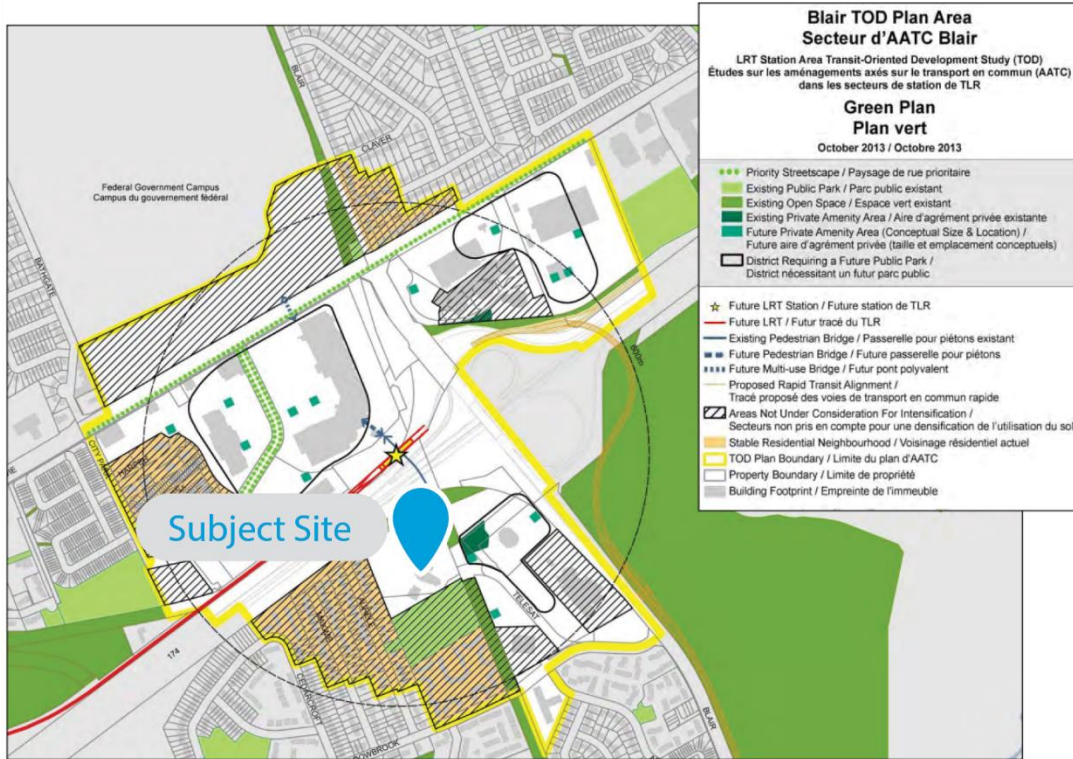 Blair TOD Plan Area
Secteur d'AATC Blair
LRT Station Area Transit-Oriented Development Study (TOD)
Études sur les aménagements axés sur le transport en commun (AATC)
dans les secteurs de station de TLR
Green Plan
Plan vert
October 2013 / Octobre 2013
Priority Streetscape / Paysage de rue prioritaire
Existing Public Park / Parc public existant
Existing Open Space / Espace vert existant
Existing Private Amenity Area / Aire d'agrément privée existante
Future Private Amenity Area (Conceptual Size & Location) /
Future aire d'agrément privée (taille et emplacement conceptuels)
District Requiring a Future Public Park /
District nécessitant un futur parc public
Future LRT Station / Future station de TLR
Future LRT / Futur tracé du TLR
Existing Pedestrian Bridge / Passerelle pour piétons existant
Future Pedestrian Bridge / Future passerelle pour piétons
Future Multi-use Bridge / Futur pont polyvalent
Proposed Rapid Transit Alignment /
Tracé proposé des voies de transport en commun rapide
Areas Not Under Consideration For Intensification /
Secteurs non pris en compte pour une densification de l'utilisation du sol
Stable Residential Neighbourhood / Voisinage résidentiel actuel
TOD Plan Boundary / Limite du plan d'AATC
Property Boundary / Limite de propriété
Building Footprint / Empreinte de l'immeuble
BLAIR
CLAVER
Federal Government Campus
Campus du gouvernement fédéral
BATHGATE
600m
CITY PARK
HARPER
Subject Site
TELESAT
174
CEDARCROFT
BLAIR